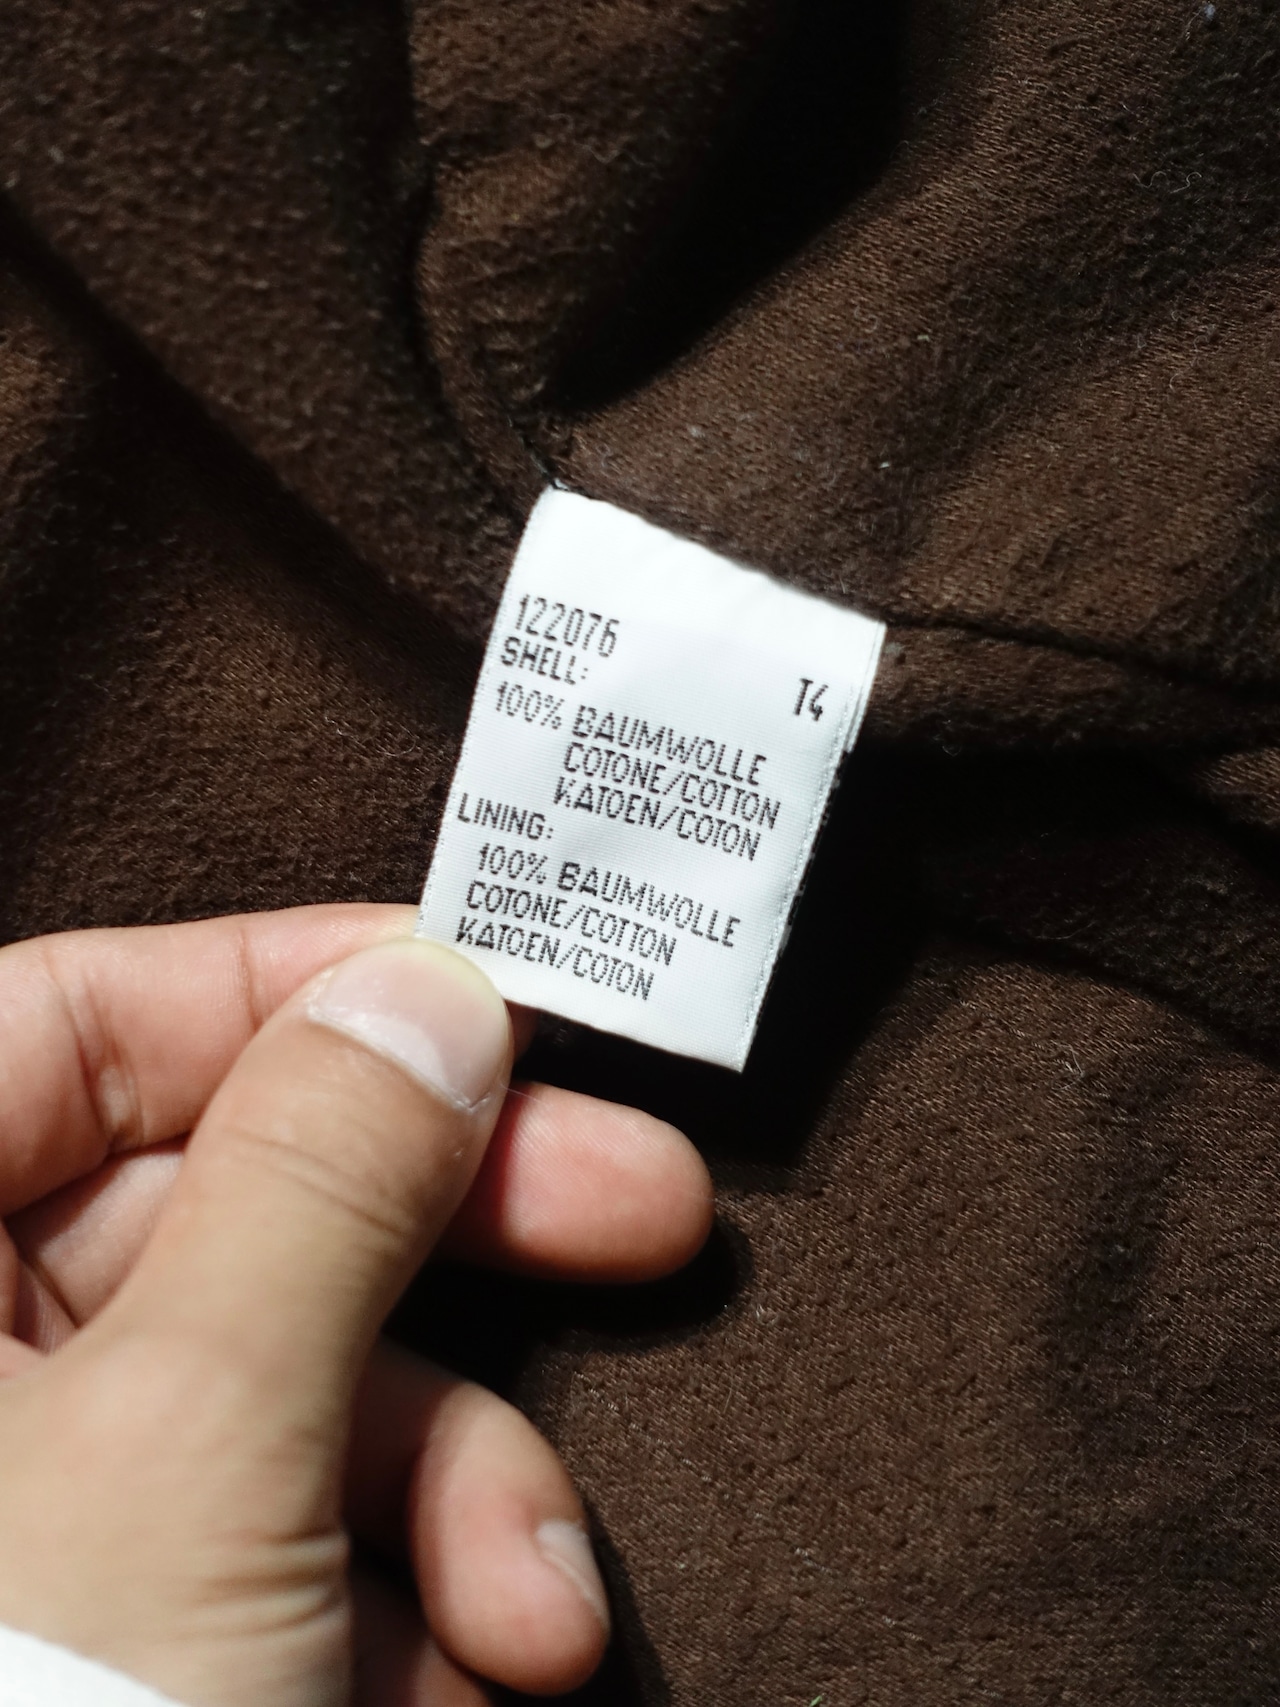 122076
SHELL:
T4
100% BAUMWOLLE
COTONE/COTTON
KATOEN/COTON
LINING:
100% BAUMWOLLE
COTONE/COTTON
KATOEN/COTON